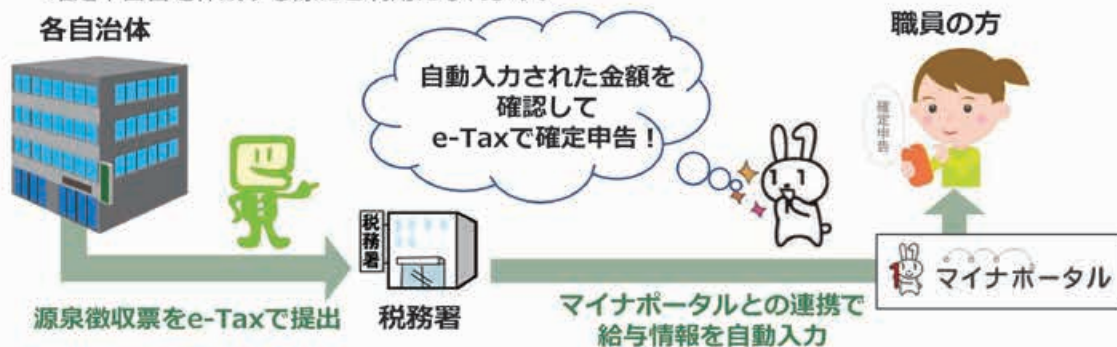 各自治体
職員の方
自動入力された金額を
確認して
e-Taxで確定申告！
確定申告
税務署
マイナポータル
源泉徴収票をe-Taxで提出
税務署
マイナポータルとの連携で
給与情報を自動入力